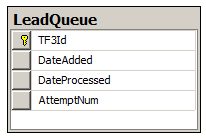 LeadQueue
TF3Id
DateAdded
DateProcessed
AttemptNum